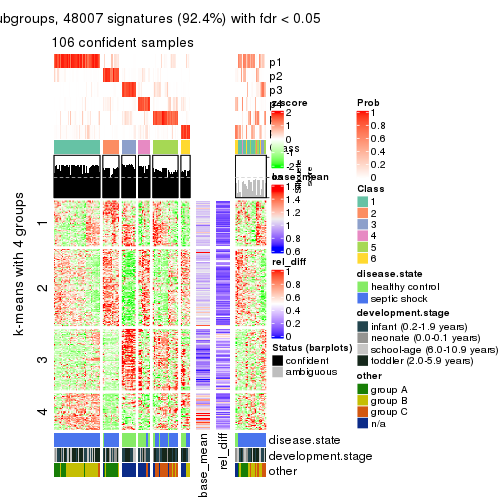 ubgroups, 48007 signatures (92.4%) with fdr < 0.05
106 confident samples
p1
p2
p3
z-score
2
1
0
-1
-2
Prob
1
0.8
0.6
0.4
0.2
0
base_mean
1.6
1.4
1.2
1
0.8
0.6
Class
1
2
3
4
5
6
k-means with 4 groups
1
2
3
4
rel_diff
1
0.8
0.6
0.4
0.2
0
disease.state
healthy control
septic shock
development.stage
infant (0.2-1.9 years)
neonate (0.0-0.1 years)
school-age (6.0-10.9 years)
toddler (2.0-5.9 years)
Status (barplots)
confident
ambiguous
other
group A
group B
group C
n/a
disease.state
development.stage
other
base_mean
rel_diff